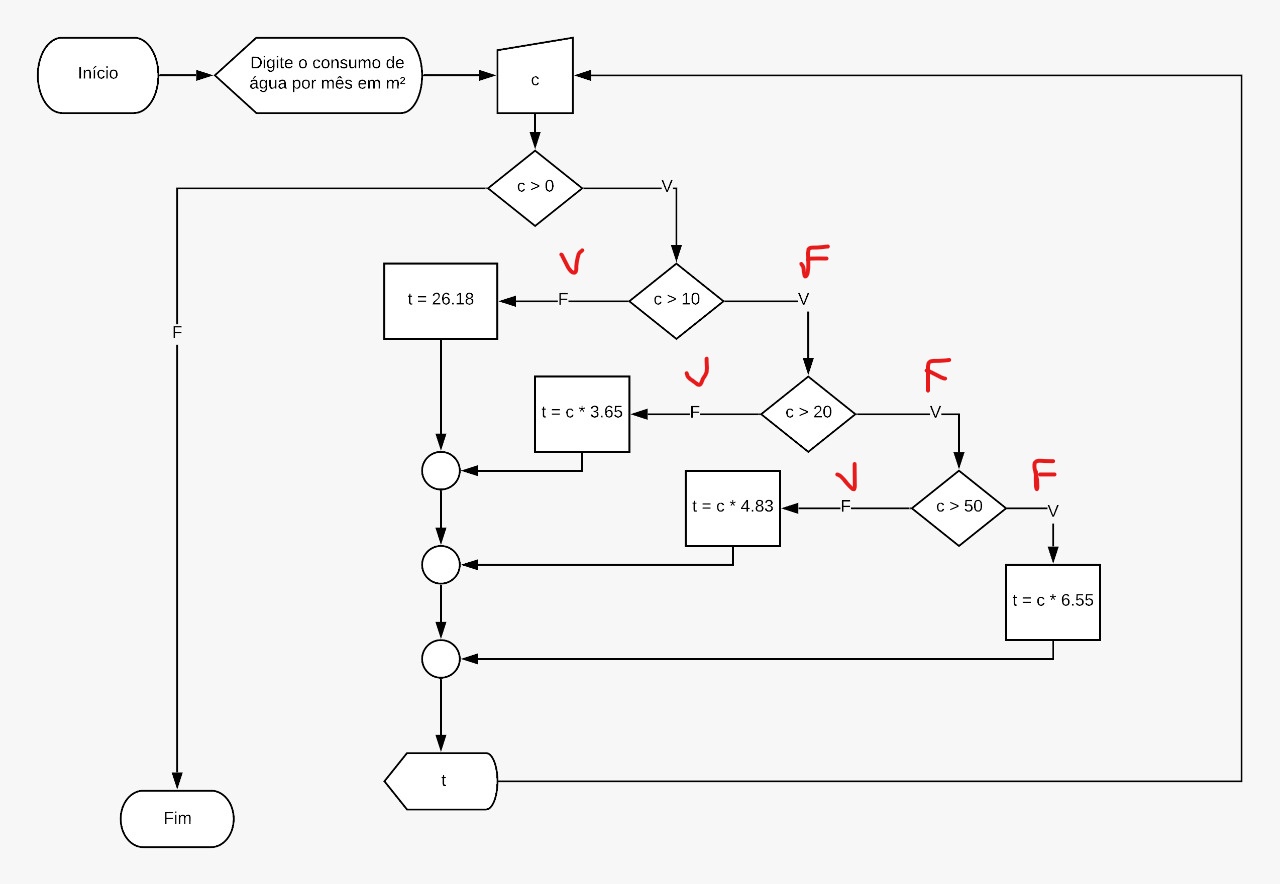 Início
Digite o consumo de
água por mês em m²
c
c > 0
V
F
V
F
t = 26.18
F
c > 10
V
V
F
t = c * 3.65
F
c > 20
V
V
F
t = c * 4.83
F
c > 50
V
t = c * 6.55
t
Fim